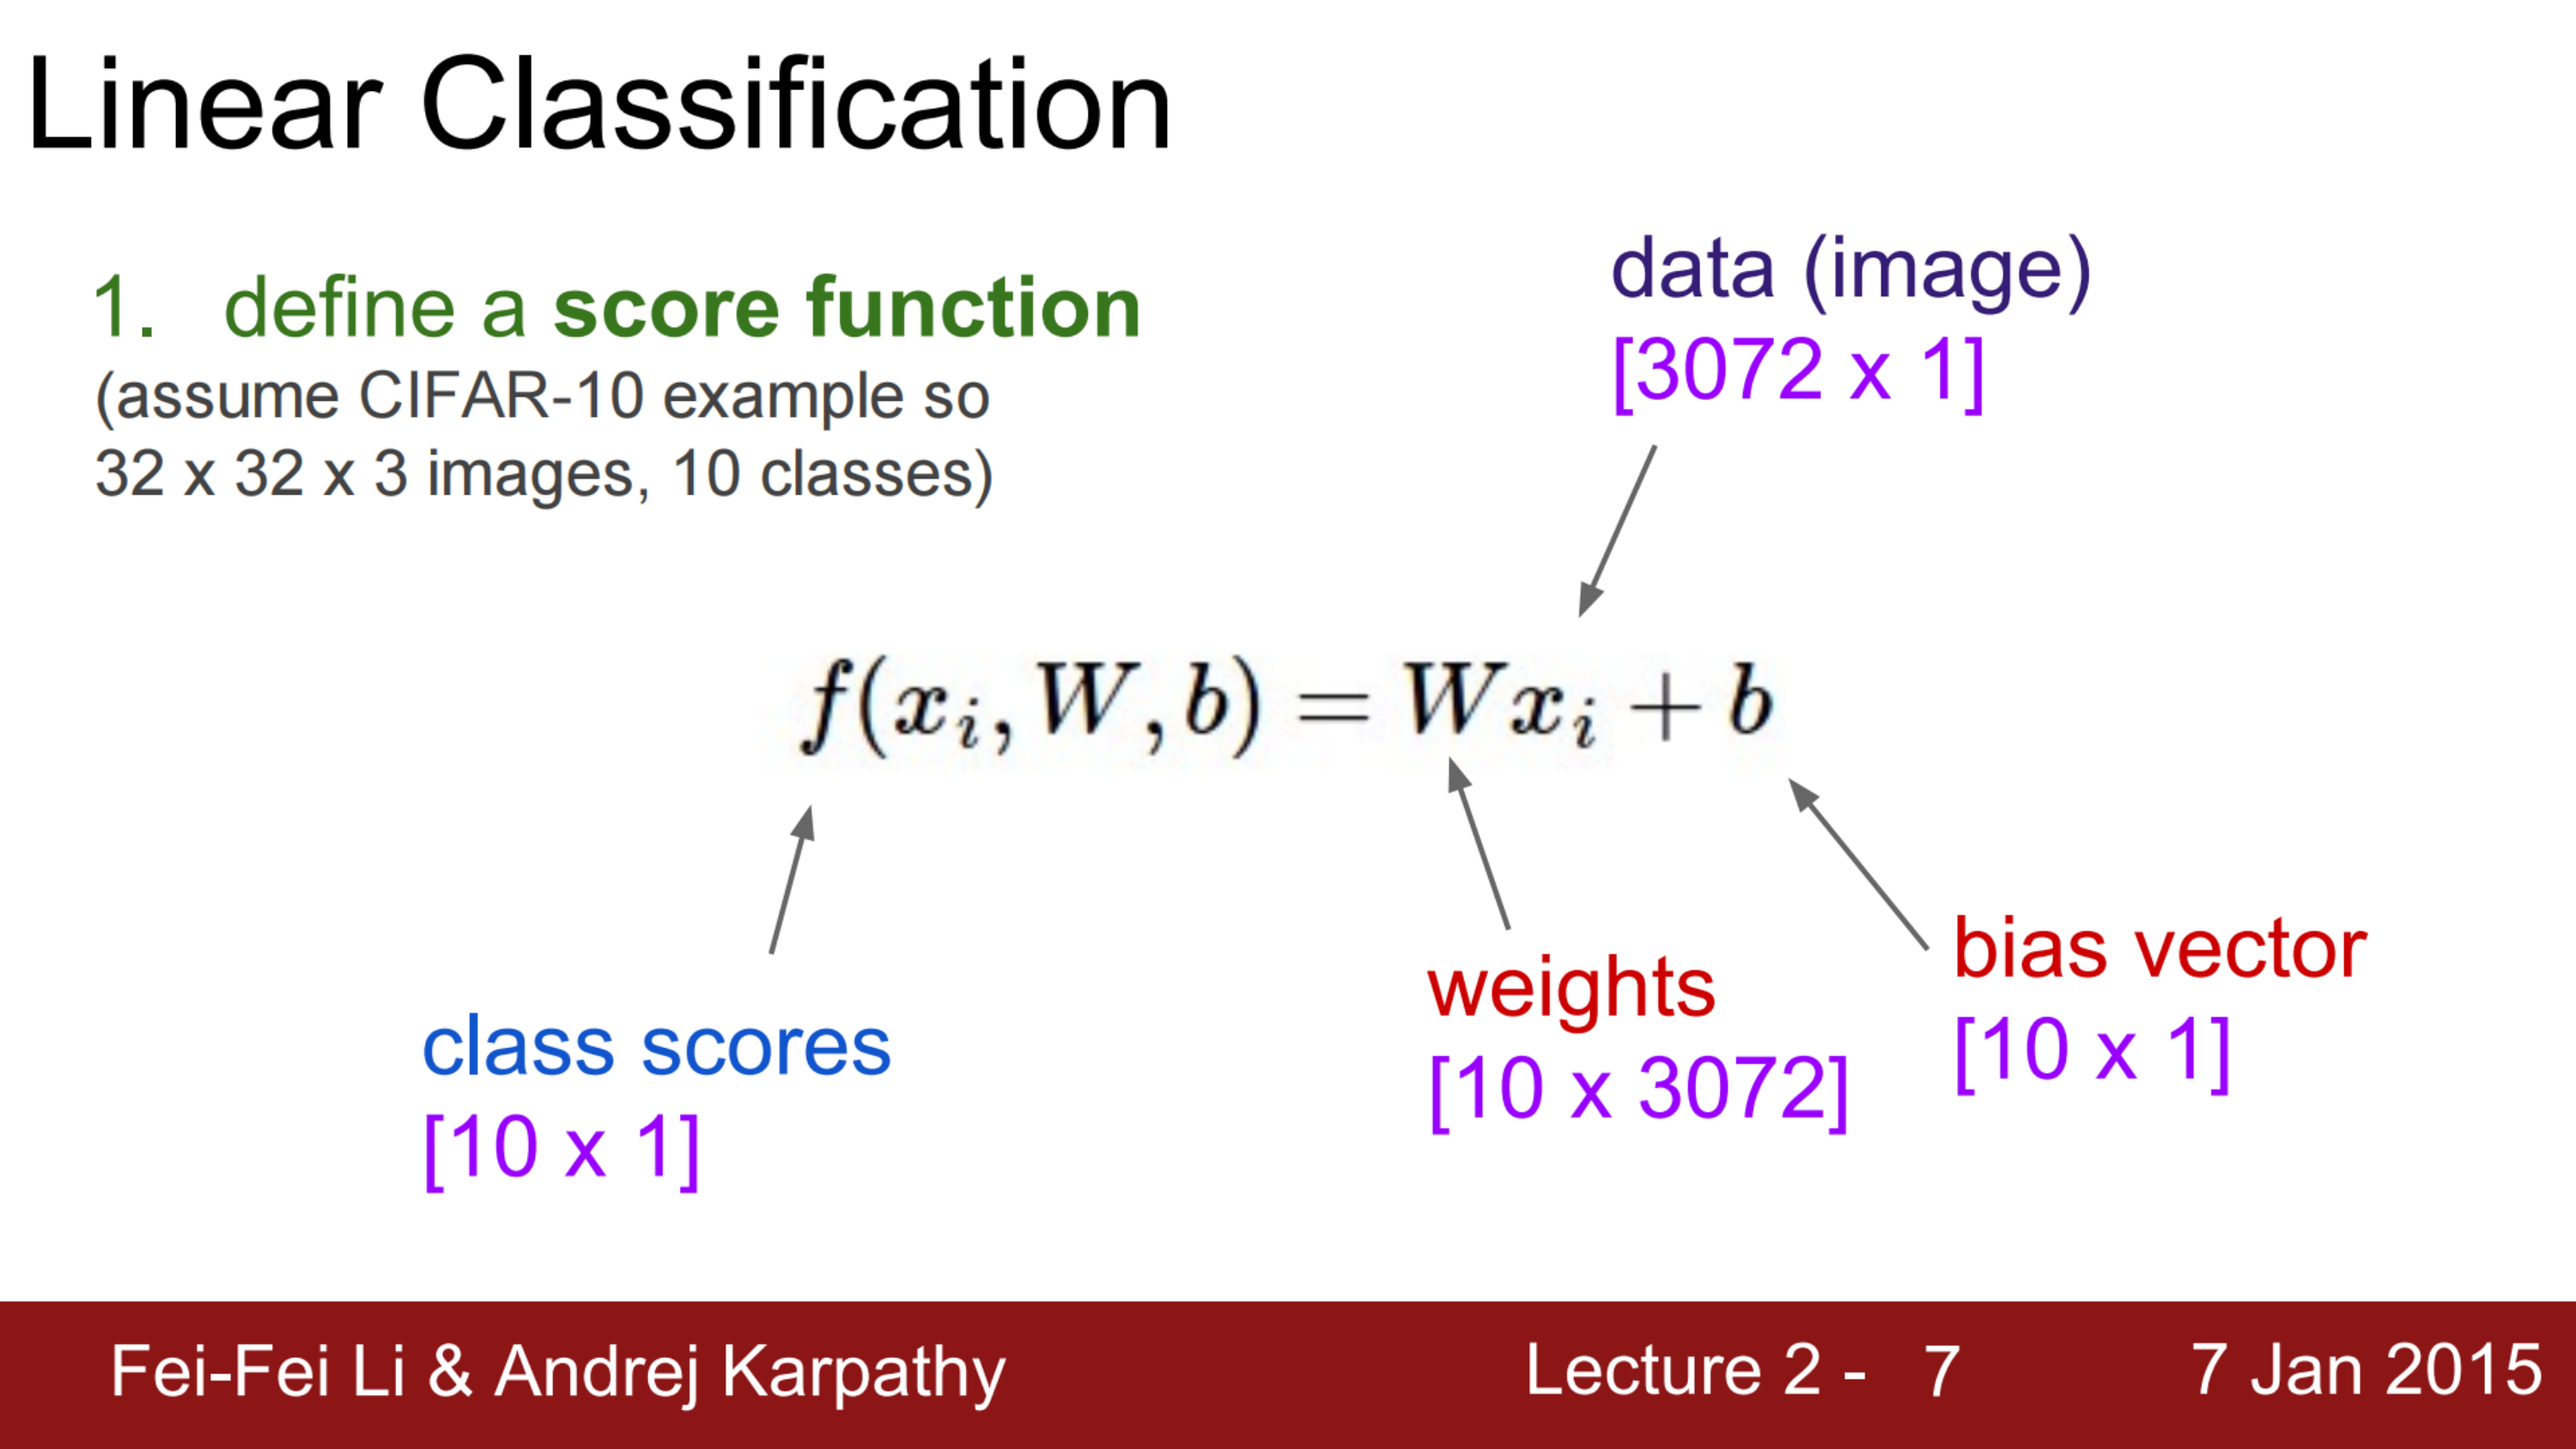 Linear Classification
1. define a score function
(assume CIFAR-10 example so
32 x 32 x 3 images, 10 classes)
data (image)
[3072 x 1]
f(x_i, W, b) = Wx_i + b
class scores
[10 x 1]
weights
[10 x 3072]
bias vector
[10 x 1]
Fei-Fei Li & Andrej Karpathy Lecture 2 - 7 7 Jan 2015